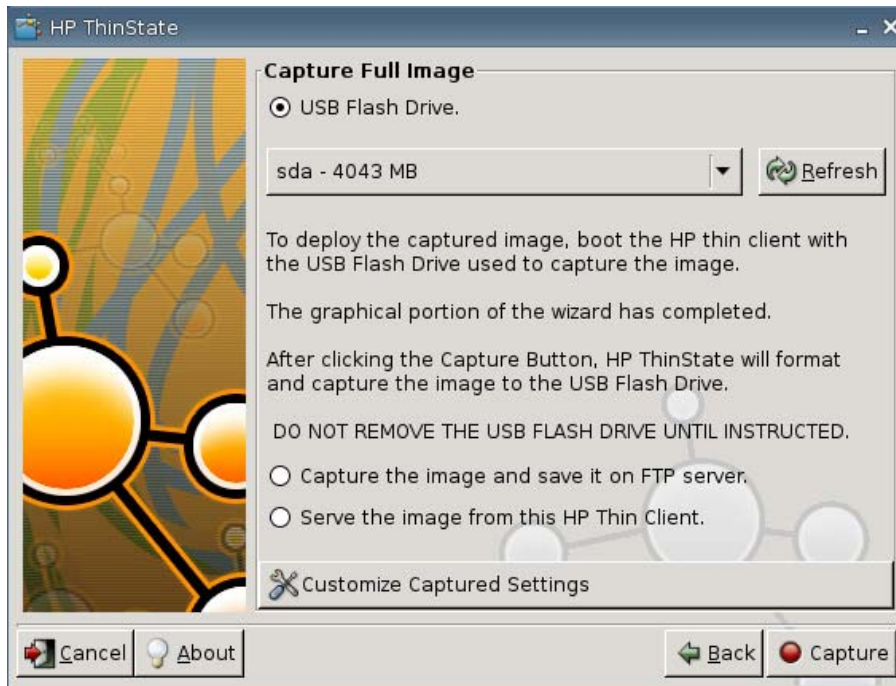 HP ThinState
Capture Full Image
USB Flash Drive.
sda - 4043 MB
Refresh
To deploy the captured image, boot the HP thin client with
the USB Flash Drive used to capture the image.
The graphical portion of the wizard has completed.
After clicking the Capture Button, HP ThinState will format
and capture the image to the USB Flash Drive.
DO NOT REMOVE THE USB FLASH DRIVE UNTIL INSTRUCTED.
Capture the image and save it on FTP server.
Serve the image from this HP Thin Client.
Customize Captured Settings
Cancel
About
Back
Capture